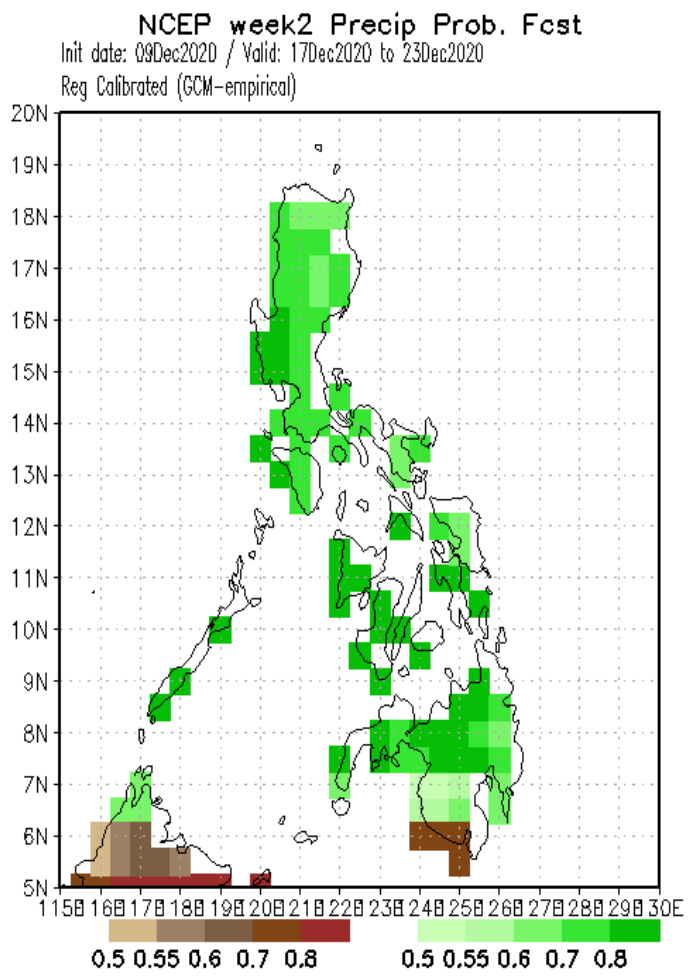 NCEP week2 Precip Prob. Fcst
Init date: 09Dec2020 / Valid: 17Dec2020 to 23Dec2020
Reg Calibrated (GCM-empirical)
20N
19N
18N
17N
16N
15N
14N
13N
12N
11N
10N
9N
8N
7N
6N
5N
0.5 0.55 0.6 0.7 0.8
0.5 0.55 0.6 0.7 0.8